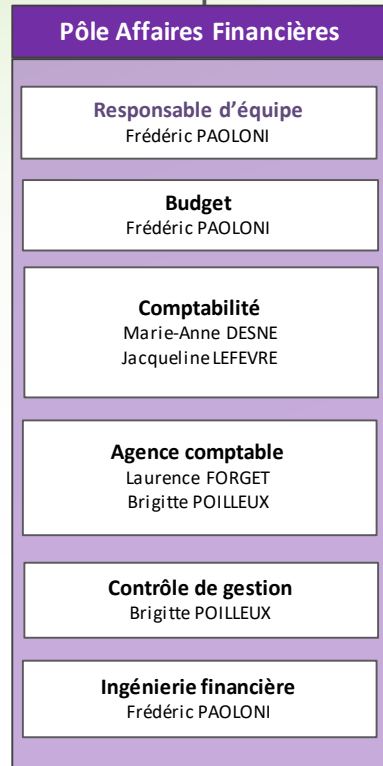 Pôle Affaires Financières
Responsable d’équipe
Frédéric PAOLONI
Budget
Frédéric PAOLONI
Comptabilité
Marie-Anne DESNE
Jacqueline LEFEVRE
Agence comptable
Laurence FORGET
Brigitte POILLEUX
Contrôle de gestion
Brigitte POILLEUX
Ingénierie financière
Frédéric PAOLONI